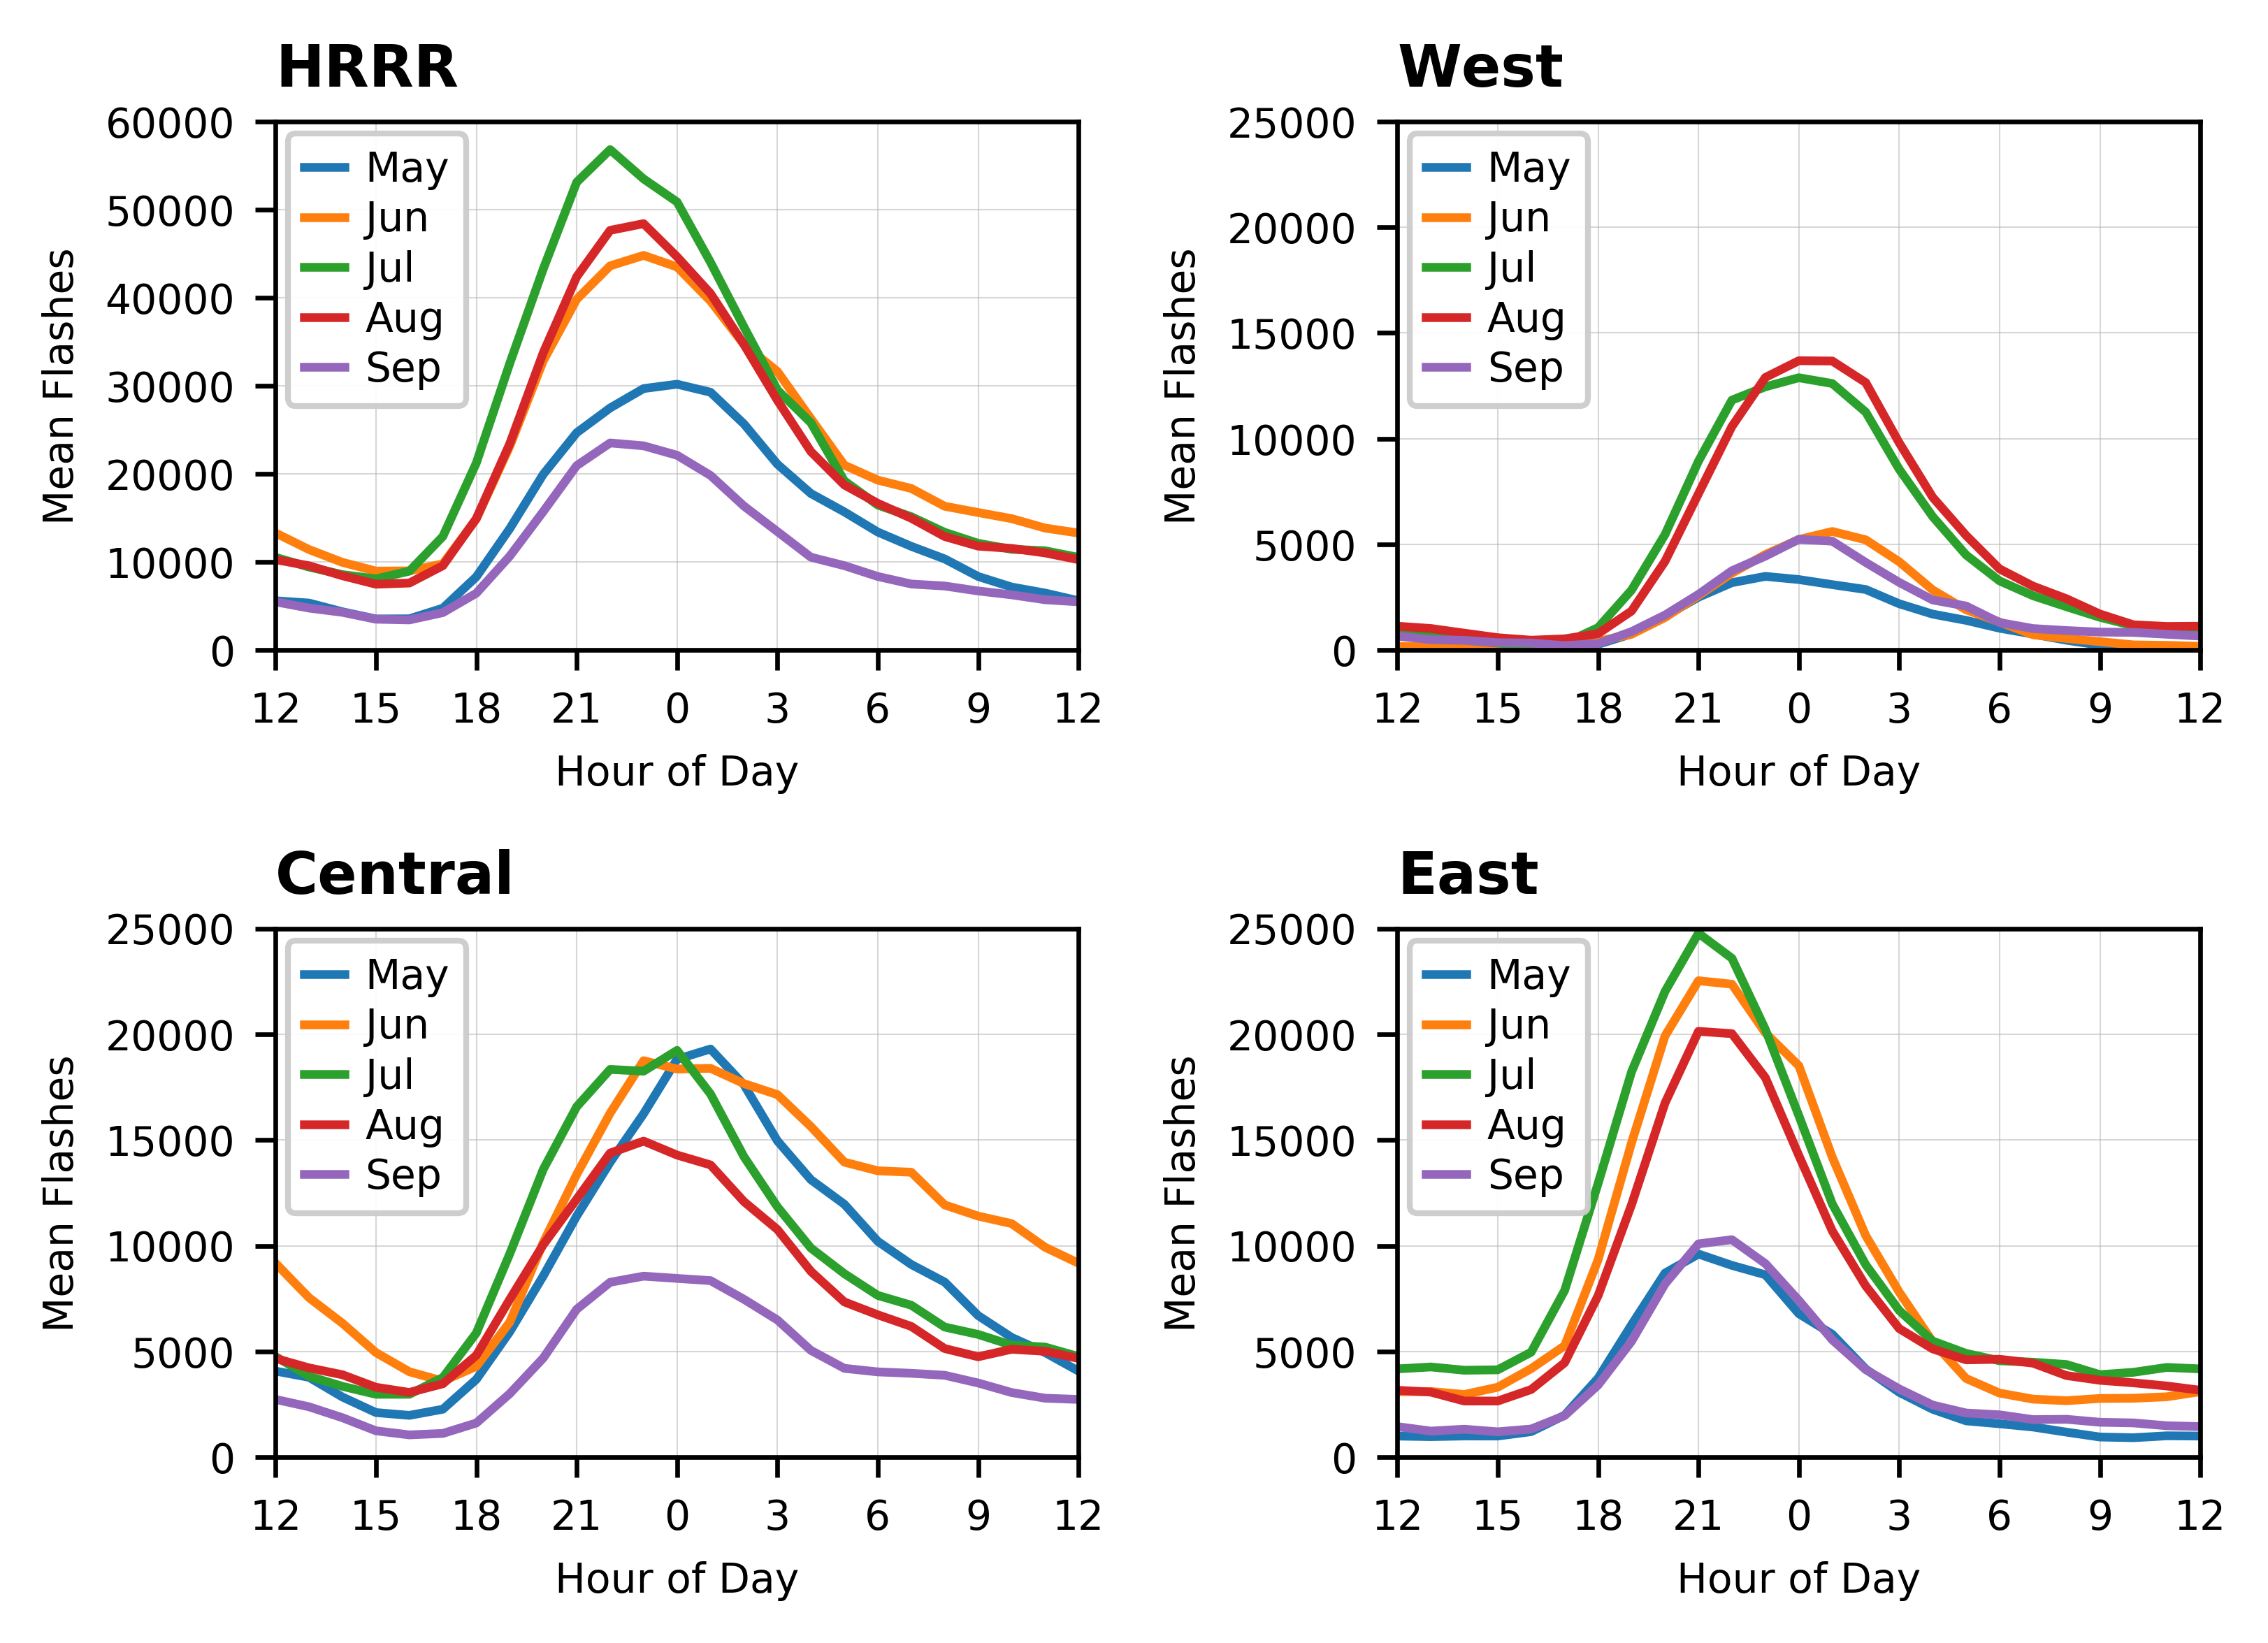 HRRR
60000
50000
40000
30000
20000
10000
0
Mean Flashes
May
Jun
Jul
Aug
Sep
12 15 18 21 0 3 6 9 12
Hour of Day
West
25000
20000
15000
10000
5000
0
Mean Flashes
May
Jun
Jul
Aug
Sep
12 15 18 21 0 3 6 9 12
Hour of Day
Central
25000
20000
15000
10000
5000
0
Mean Flashes
May
Jun
Jul
Aug
Sep
12 15 18 21 0 3 6 9 12
Hour of Day
East
25000
20000
15000
10000
5000
0
Mean Flashes
May
Jun
Jul
Aug
Sep
12 15 18 21 0 3 6 9 12
Hour of Day